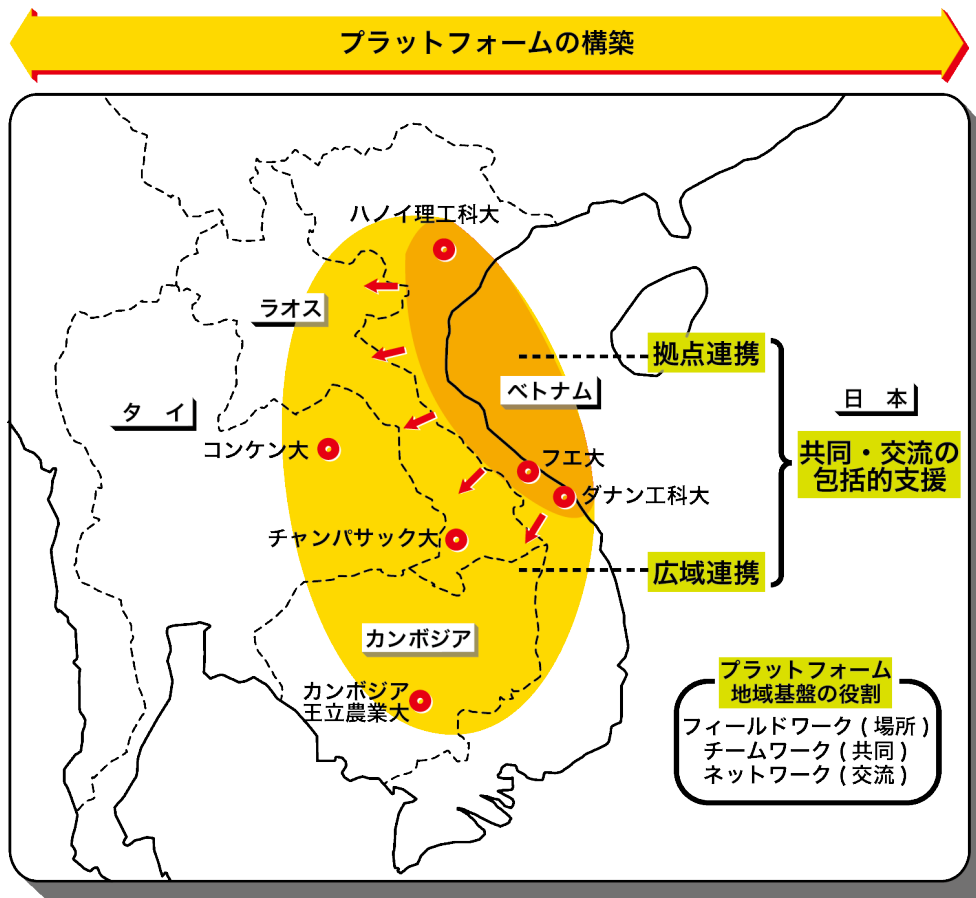 プラットフォームの構築
ハノイ理工科大
ラオス
拠点連携
ベトナム
日　本
タ　イ
コンケン大
共同・交流の
包括的支援
フエ大
ダナン工科大
チャンパサック大
広域連携
カンボジア
カンボジア
王立農業大
プラットフォーム
地域基盤の役割
フィールドワーク(場所)
チームワーク(共同)
ネットワーク(交流)